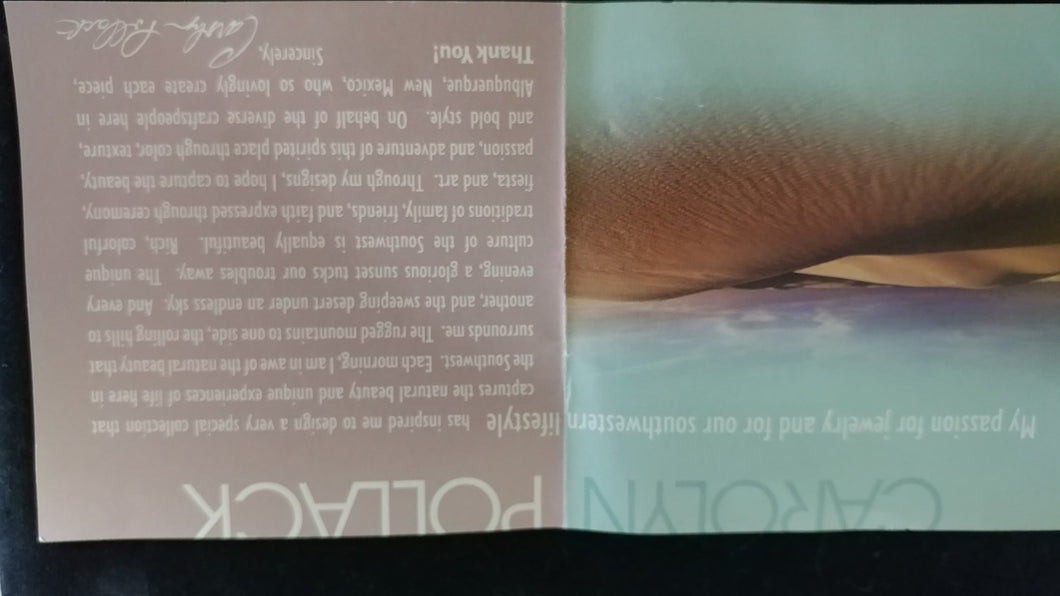 CAROLYN POLLACK
My passion for jewelry and for our southwestern lifestyle has inspired me to design a very special collection that
captures the natural beauty and unique experiences of life here in
the Southwest. Each morning, I am in awe of the natural beauty that
surrounds me. The rugged mountains to one side, the rolling hills to
another, and the sweeping desert under an endless sky. And every
evening, a glorious sunset tucks our troubles away. The unique
culture of the Southwest is equally beautiful. Rich, colorful
traditions of family, friends, and faith expressed through ceremony,
fiesta, and art. Through my designs, I hope to capture the beauty,
passion, and adventure of this spirited place through color, texture,
and bold style. On behalf of the diverse craftspeople here in
Albuquerque, New Mexico, who so lovingly create each piece,
Thank You! Sincerely, Carolyn Pollack